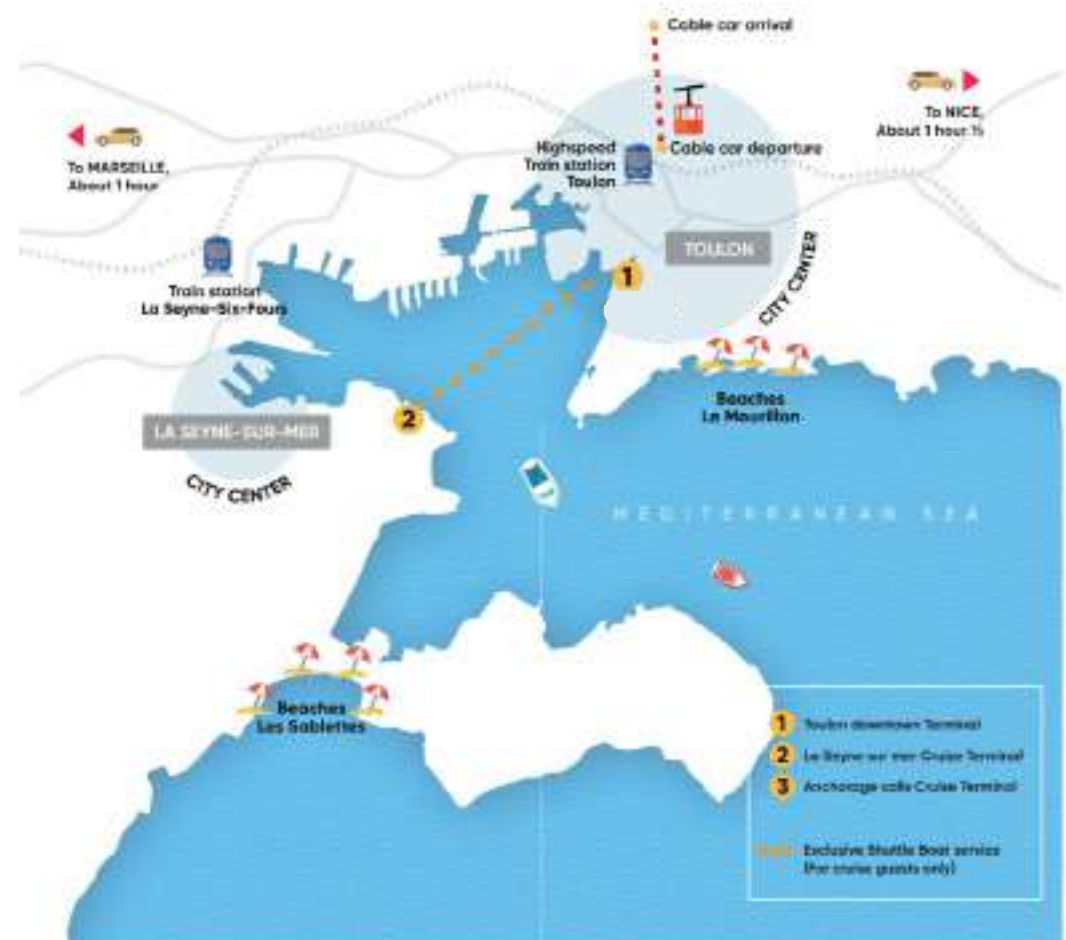 Cable car arrival
To NICE,
About 1 hour ½
To MARSEILLE,
About 1 hour
Highspeed
Train station
Toulon
Cable car departure
TOULON
CITY CENTER
1
Train station
La Seyne-Six-Fours
Beaches
Le Mourillon
2
LA SEYNE-SUR-MER
CITY CENTER
MEDITERRANEAN SEA
Beaches
Les Sablettes
1 Toulon downtown Terminal
2 La Seyne sur mer Cruise Terminal
3 Anchorage calls Cruise Terminal
Exclusive Shuttle Boat service
(For cruise guests only)